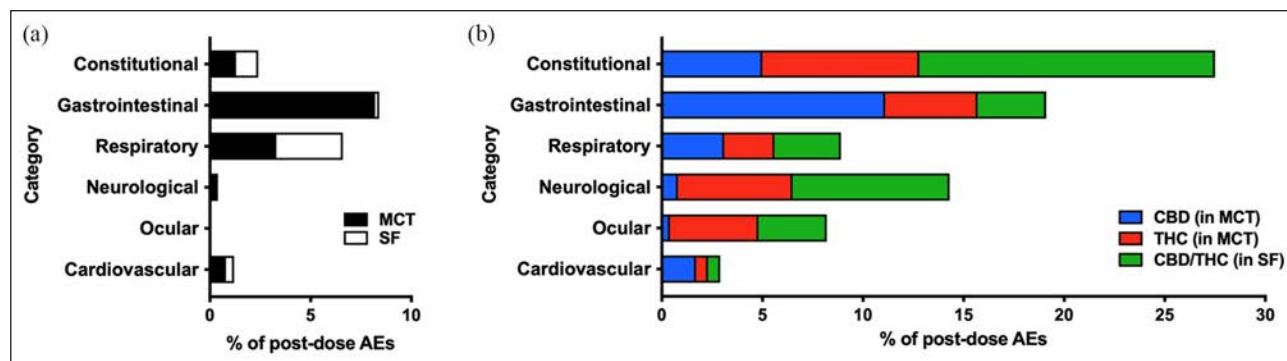 (a)
Category
Constitutional
Gastrointestinal
Respiratory
Neurological
Ocular
Cardiovascular
MCT
SF
0 5 10
% of post-dose AEs
(b)
Category
Constitutional
Gastrointestinal
Respiratory
Neurological
Ocular
Cardiovascular
CBD (in MCT)
THC (in MCT)
CBD/THC (in SF)
0 5 10 15 20 25 30
% of post-dose AEs